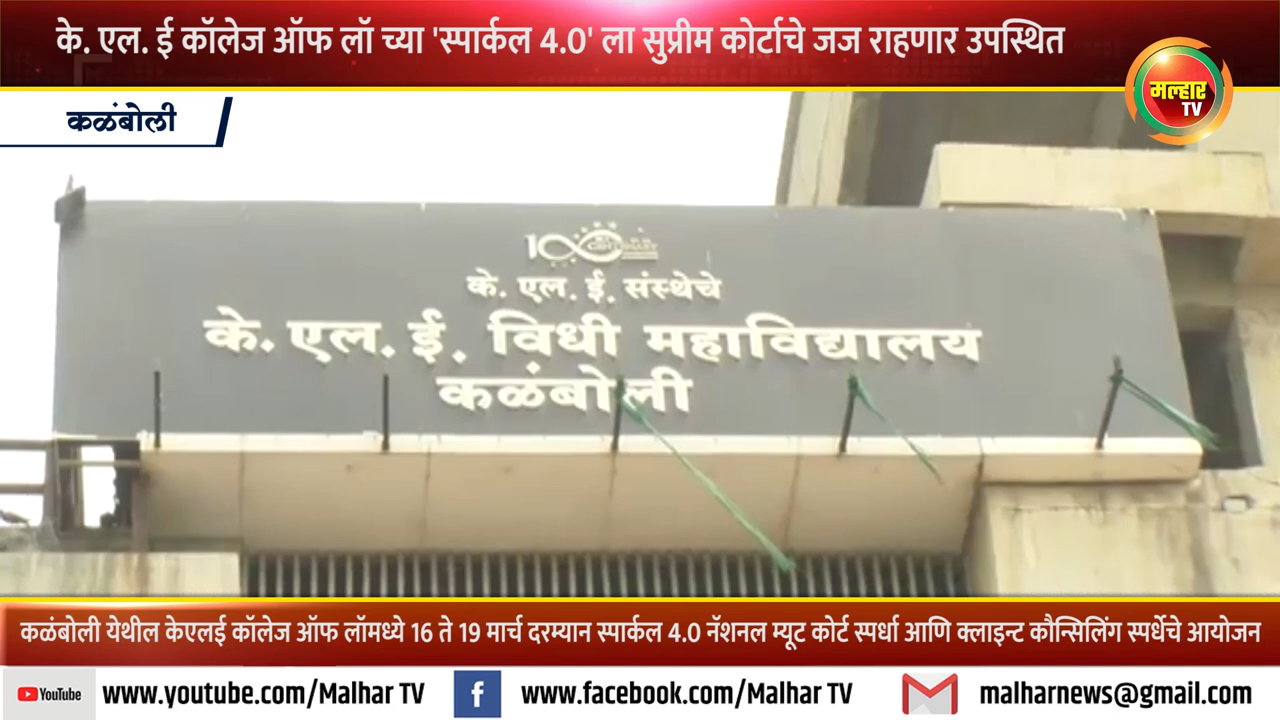 के. एल. ई कॉलेज ऑफ लॉ च्या 'स्पार्कल 4.0' ला सुप्रीम कोर्टाचे जज राहणार उपस्थित
मल्हार
TV
कळंबोली
100
CENTENARY
के. एल. ई. संस्थेचे
के. एल. ई. विधी महाविद्यालय
कळंबोली
कळंबोली येथील केएलई कॉलेज ऑफ लॉमध्ये 16 ते 19 मार्च दरम्यान स्पार्कल 4.0 नॅशनल म्यूट कोर्ट स्पर्धा आणि क्लाइन्ट कौन्सिलिंग स्पर्धेचे आयोजन
YouTube www.youtube.com/Malhar TV www.facebook.com/Malhar TV malharnews@gmail.com